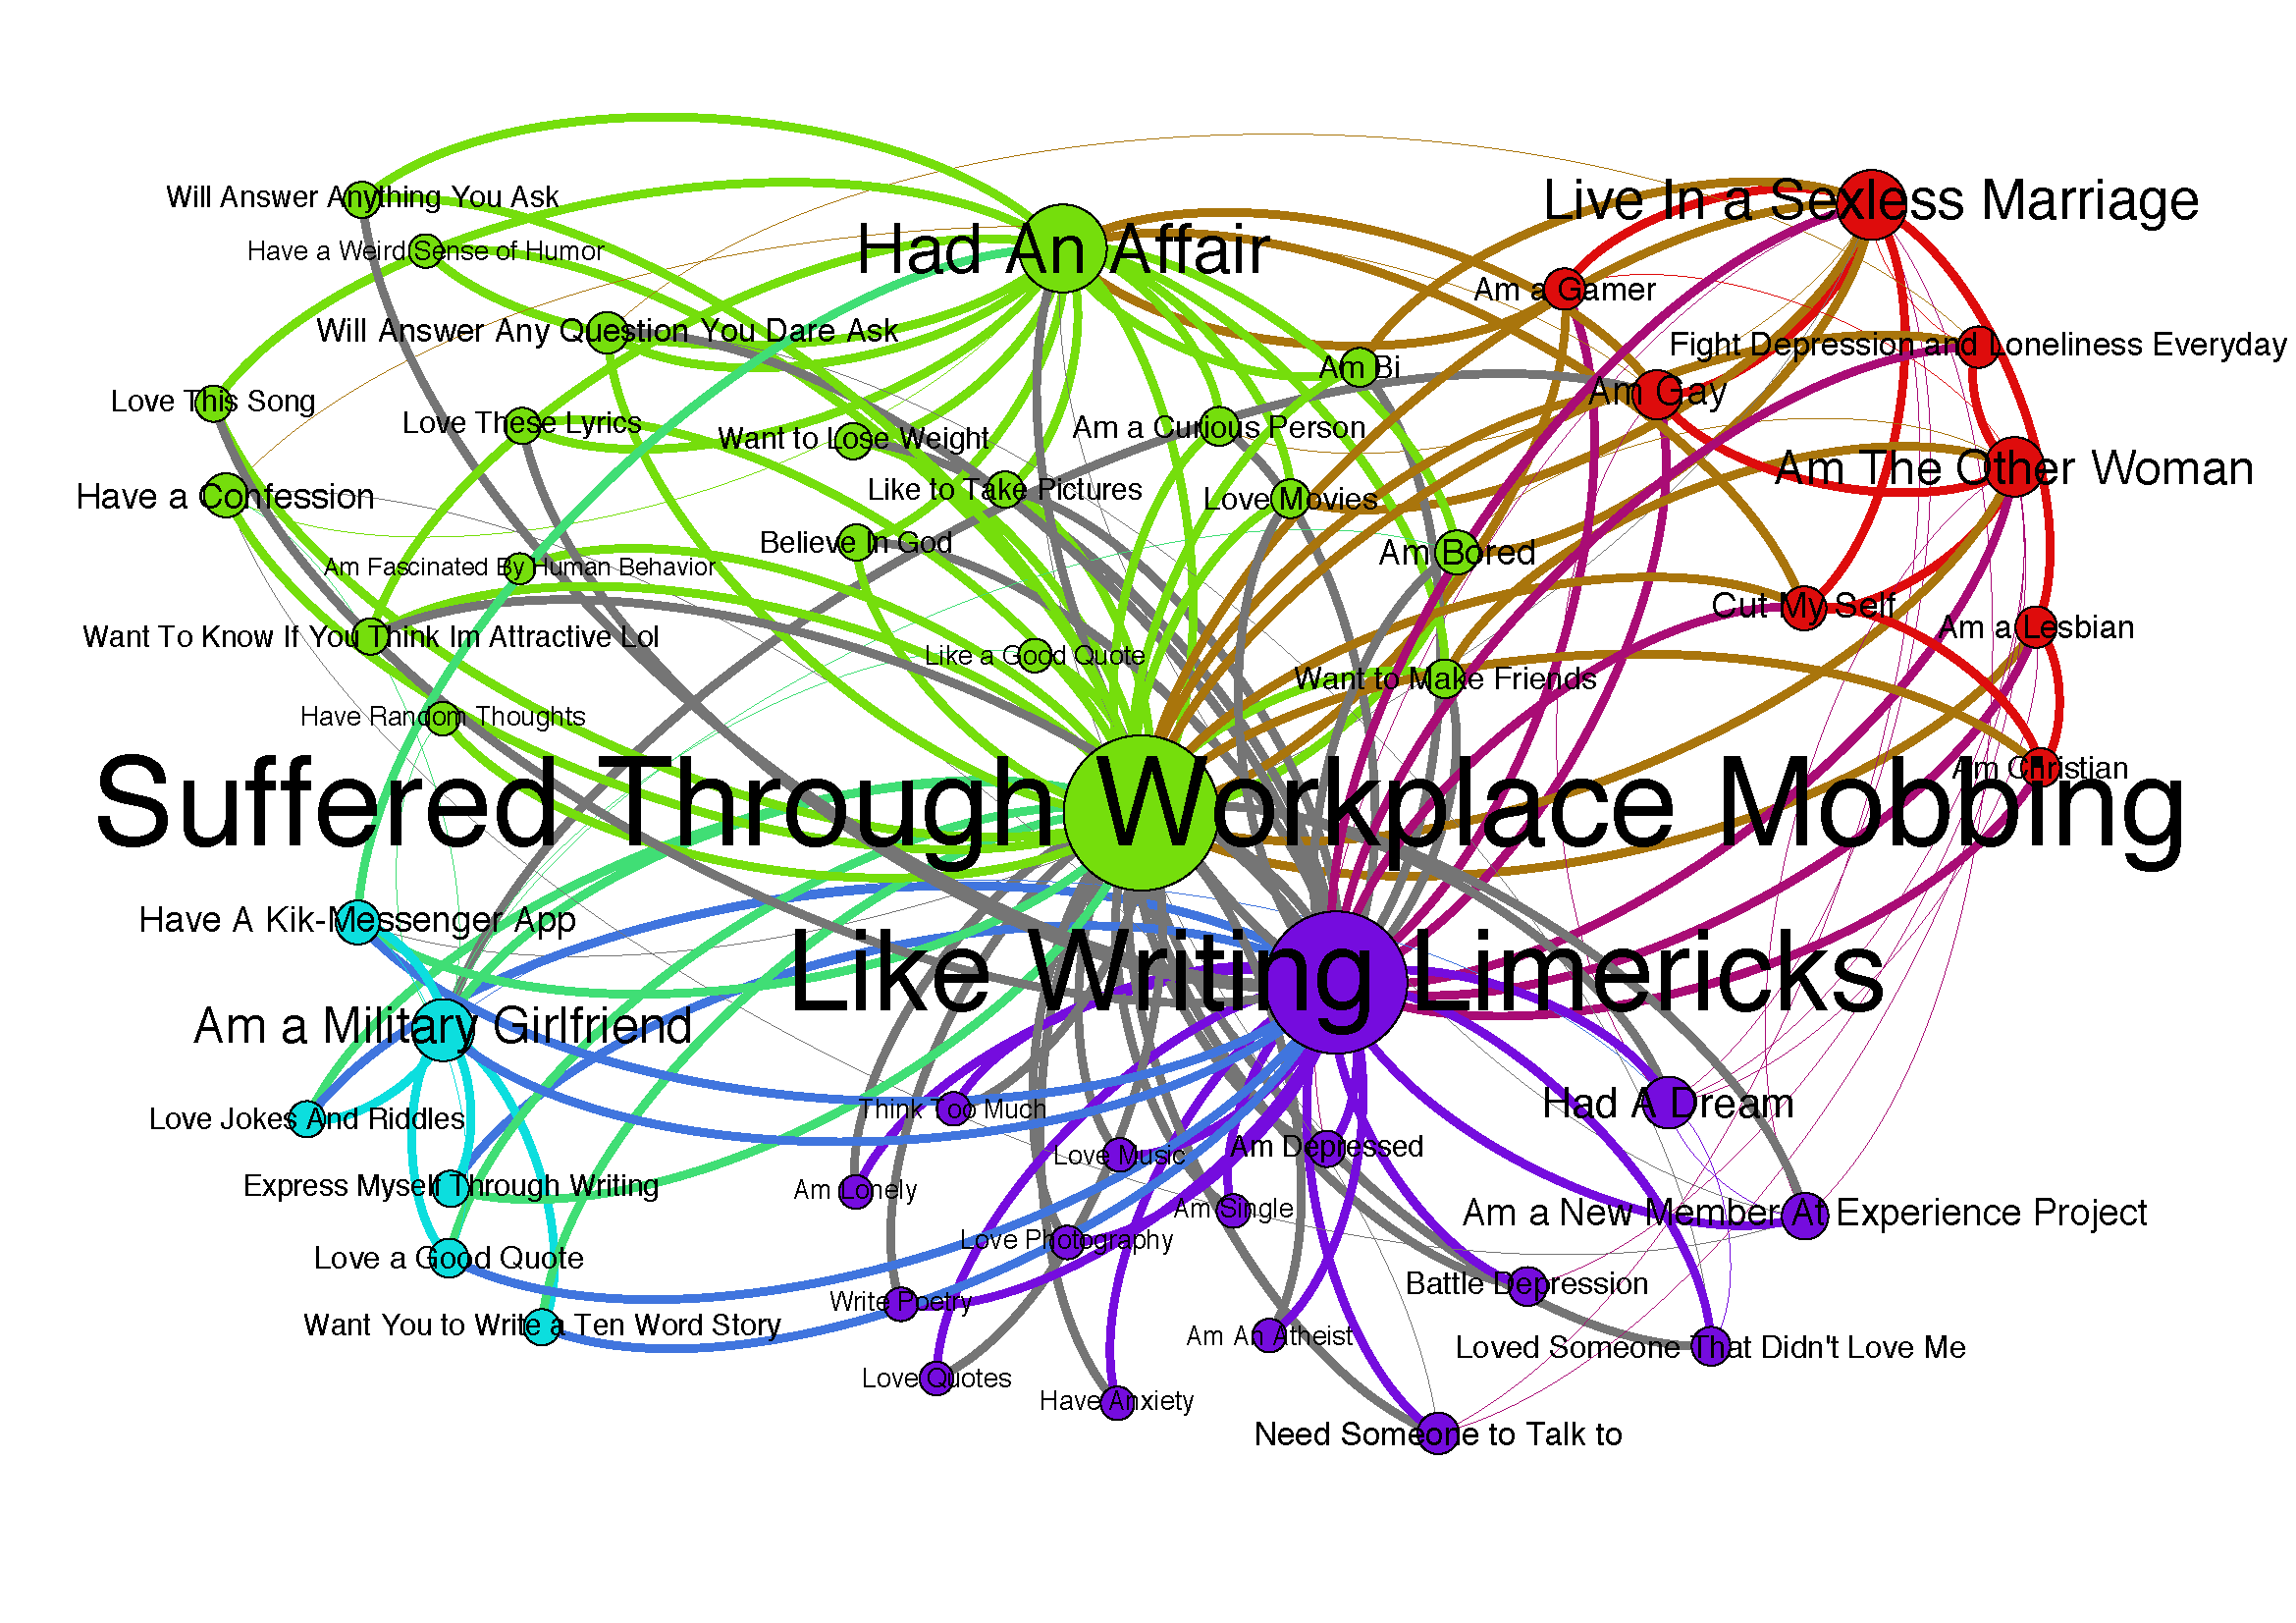 Will Answer Anything You Ask
Live In a Sexless Marriage
Have a Weird Sense of Humor
Had An Affair
Am a Gamer
Will Answer Any Question You Dare Ask
Fight Depression and Loneliness Everyday
Am Bi
Am Gay
Love This Song
Love These Lyrics
Want to Lose Weight
Am a Curious Person
Am The Other Woman
Have a Confession
Like to Take Pictures
Love Movies
Believe In God
Am Bored
Am Fascinated By Human Behavior
Cut My Self
Am a Lesbian
Want To Know If You Think Im Attractive Lol
Like a Good Quote
Want to Make Friends
Have Random Thoughts
Am Christian
Suffered Through Workplace Mobbing
Have A Kik-Messenger App
Like Writing Limericks
Am a Military Girlfriend
Think Too Much
Had A Dream
Love Jokes And Riddles
Love Music
Am Depressed
Express Myself Through Writing
Am Lonely
Am Single
Am a New Member At Experience Project
Love Photography
Love a Good Quote
Battle Depression
Write Poetry
Want You to Write a Ten Word Story
Am An Atheist
Loved Someone That Didn't Love Me
Love Quotes
Have Anxiety
Need Someone to Talk to